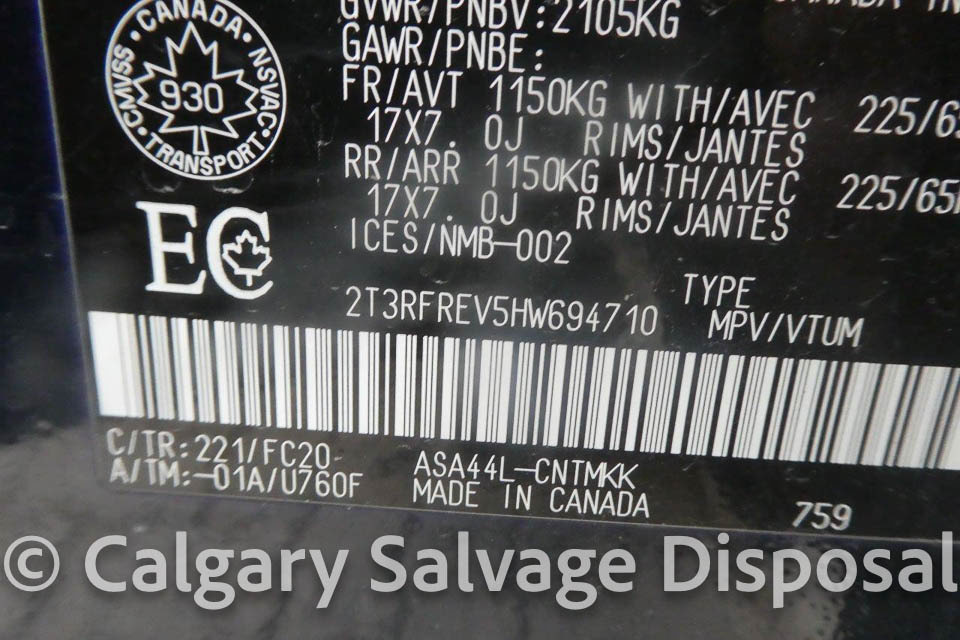 GVWR/PNBV:2105KG
GAWR/PNBE:
FR/AVT 1150KG WITH/AVEC 225/65
17X7. 0J RIMS/JANTES
RR/ARR 1150KG WITH/AVEC 225/65
17X7. 0J RIMS/JANTES
ICES/NMB-002
CANADA
CMVSS
NSVAC
930
TRANSPORT
EC
2T3RFREV5HW694710
TYPE
MPV/VTUM
C/TR:221/FC20
A/TM:-01A/U760F
ASA44L-CNTMKK
MADE IN CANADA
759
© Calgary Salvage Disposal